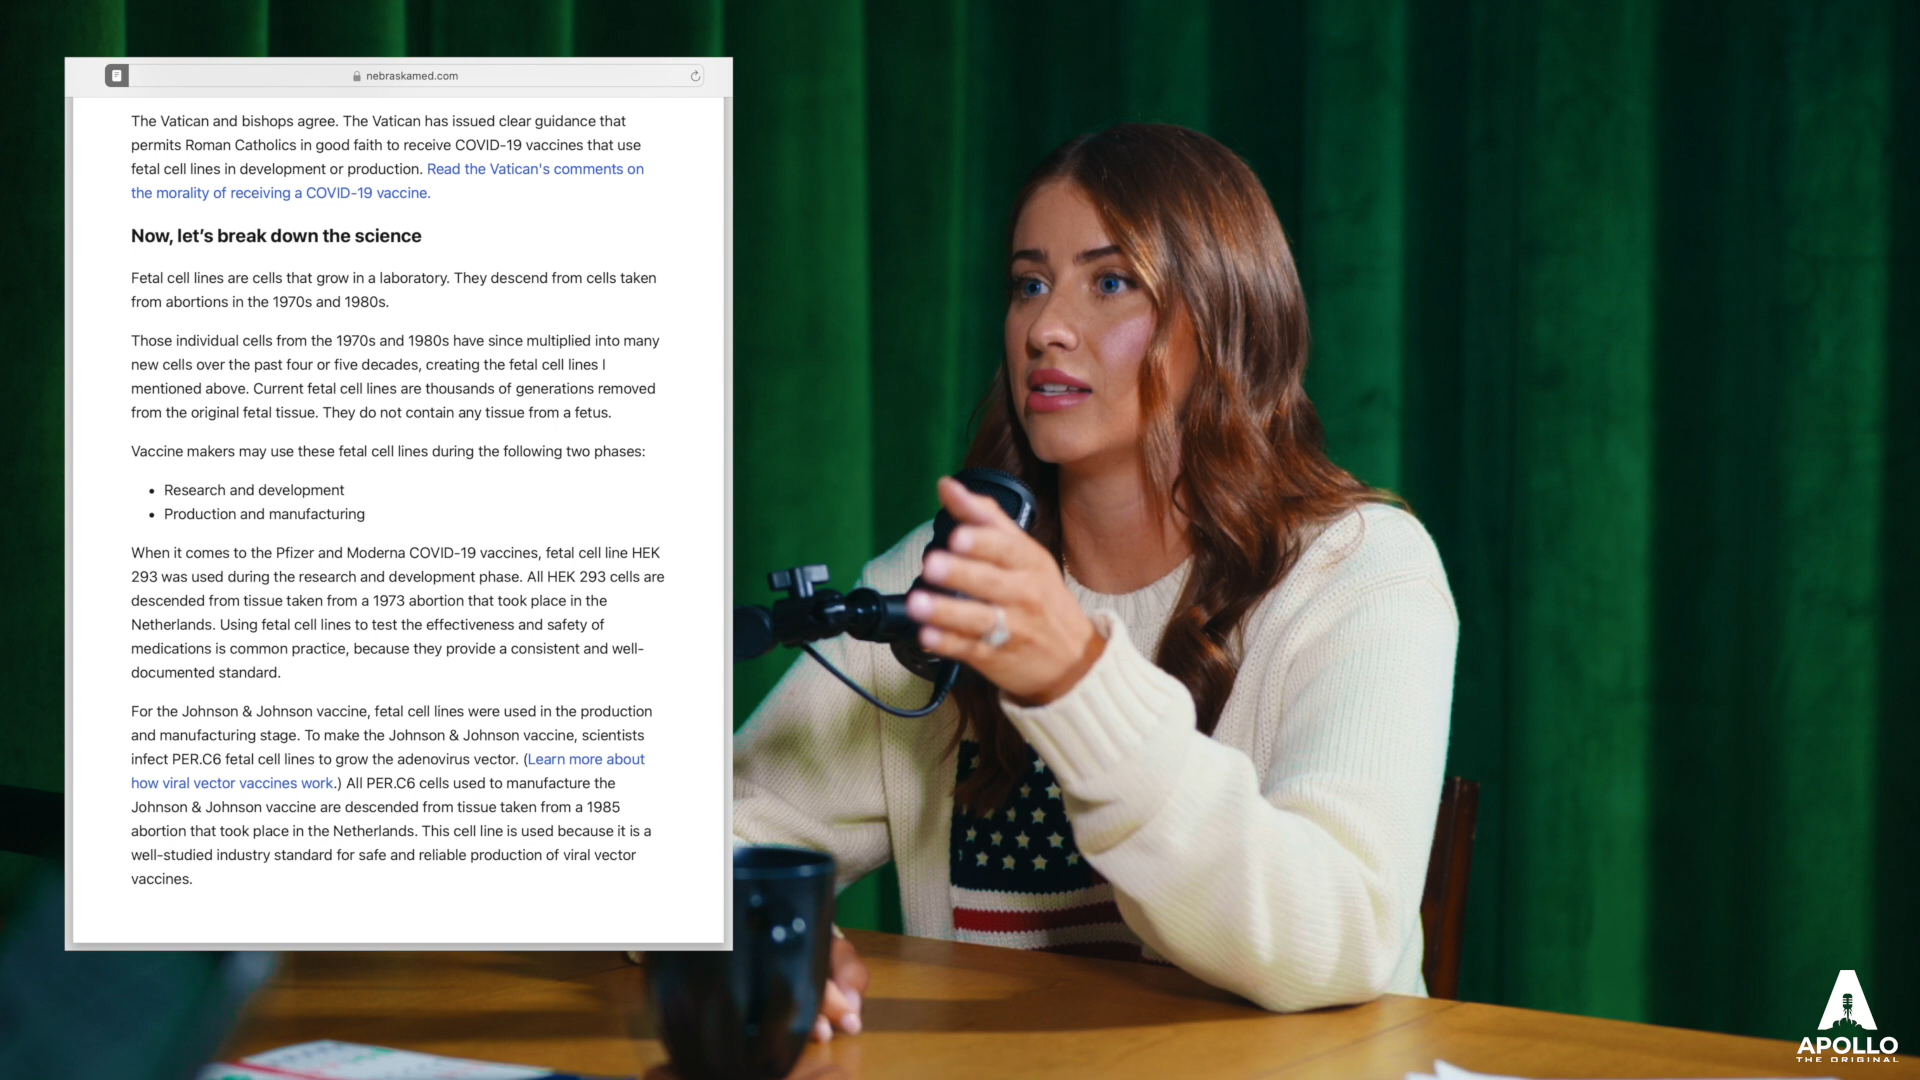 nebraskamed.com
The Vatican and bishops agree. The Vatican has issued clear guidance that
permits Roman Catholics in good faith to receive COVID-19 vaccines that use
fetal cell lines in development or production. Read the Vatican's comments on
the morality of receiving a COVID-19 vaccine.
Now, let's break down the science
Fetal cell lines are cells that grow in a laboratory. They descend from cells taken
from abortions in the 1970s and 1980s.
Those individual cells from the 1970s and 1980s have since multiplied into many
new cells over the past four or five decades, creating the fetal cell lines I
mentioned above. Current fetal cell lines are thousands of generations removed
from the original fetal tissue. They do not contain any tissue from a fetus.
Vaccine makers may use these fetal cell lines during the following two phases:
• Research and development
• Production and manufacturing
When it comes to the Pfizer and Moderna COVID-19 vaccines, fetal cell line HEK
293 was used during the research and development phase. All HEK 293 cells are
descended from tissue taken from a 1973 abortion that took place in the
Netherlands. Using fetal cell lines to test the effectiveness and safety of
medications is common practice, because they provide a consistent and well-
documented standard.
For the Johnson & Johnson vaccine, fetal cell lines were used in the production
and manufacturing stage. To make the Johnson & Johnson vaccine, scientists
infect PER.C6 fetal cell lines to grow the adenovirus vector. (Learn more about
how viral vector vaccines work.) All PER.C6 cells used to manufacture the
Johnson & Johnson vaccine are descended from tissue taken from a 1985
abortion that took place in the Netherlands. This cell line is used because it is a
well-studied industry standard for safe and reliable production of viral vector
vaccines.
APOLLO
THE ORIGINAL